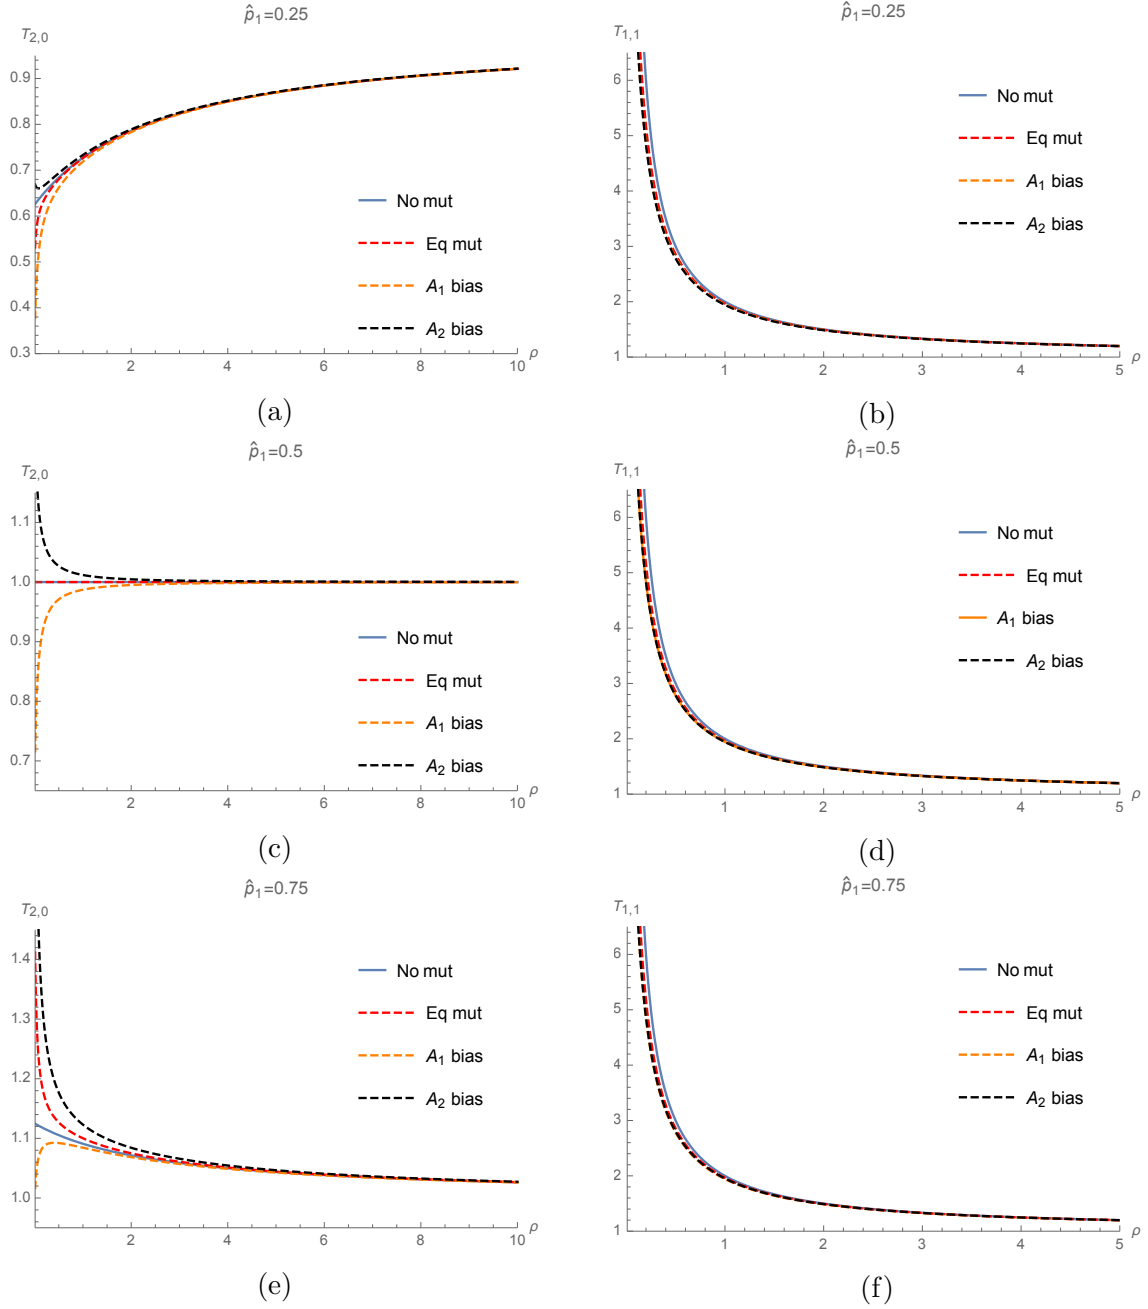 p̂₁=0.25
T₂,₀
0.9
0.8
0.7
0.6
0.5
0.4
0.3
2
4
6
8
10
ρ
No mut
Eq mut
A₁ bias
A₂ bias
(a)
p̂₁=0.25
T₁,₁
6
5
4
3
2
1
1
2
3
4
5
ρ
No mut
Eq mut
A₁ bias
A₂ bias
(b)
p̂₁=0.5
T₂,₀
1.1
1.0
0.9
0.8
0.7
2
4
6
8
10
ρ
No mut
Eq mut
A₁ bias
A₂ bias
(c)
p̂₁=0.5
T₁,₁
6
5
4
3
2
1
1
2
3
4
5
ρ
No mut
Eq mut
A₁ bias
A₂ bias
(d)
p̂₁=0.75
T₂,₀
1.4
1.3
1.2
1.1
1.0
2
4
6
8
10
ρ
No mut
Eq mut
A₁ bias
A₂ bias
(e)
p̂₁=0.75
T₁,₁
6
5
4
3
2
1
1
2
3
4
5
ρ
No mut
Eq mut
A₁ bias
A₂ bias
(f)